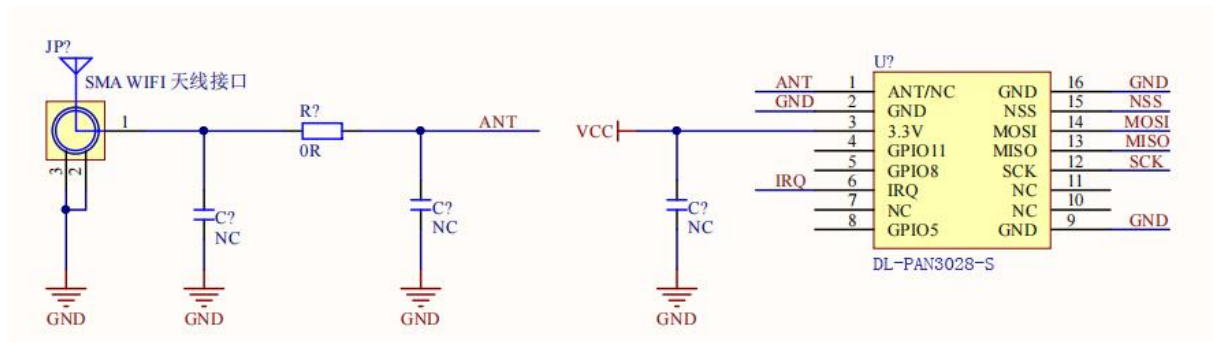 JP?
SMA WIFI 天线接口
1
3
2
GND
C?
NC
GND
R?
0R
ANT
C?
NC
GND
VCC
C?
NC
GND
U?
ANT 1 ANT/NC GND 16 GND
GND 2 GND NSS 15 NSS
3 3.3V MOSI 14 MOSI
4 GPIO11 MISO 13 MISO
5 GPIO8 SCK 12 SCK
IRQ 6 IRQ NC 11
7 NC NC 10
8 GPIO5 GND 9 GND
DL-PAN3028-S